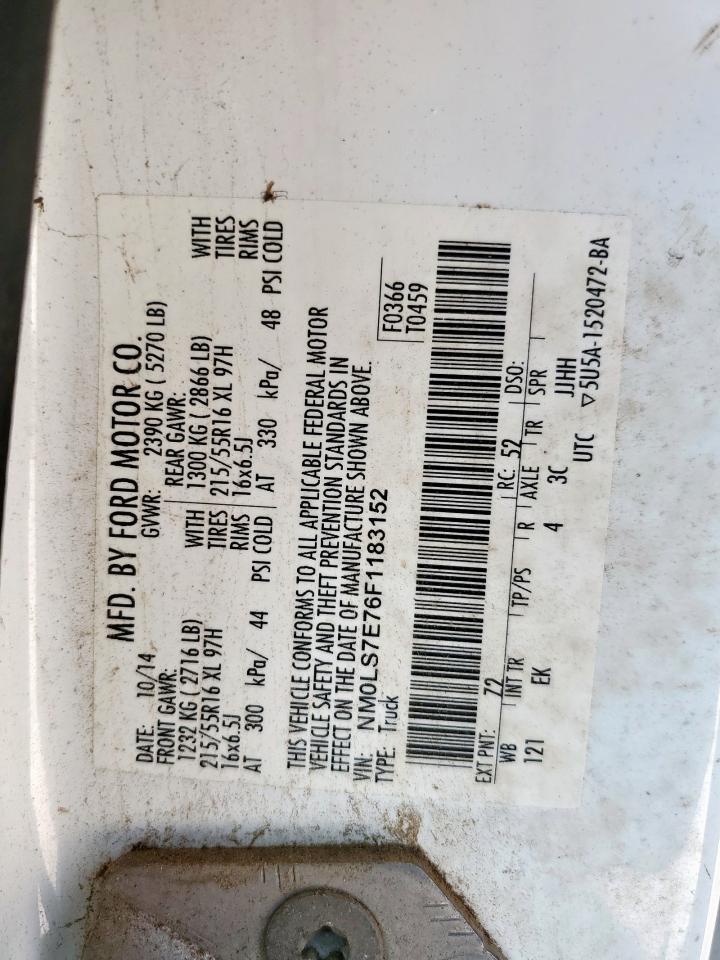 MFD. BY FORD MOTOR CO.
DATE: 10/14 GVWR: 2390 KG ( 5270 LB)
FRONT GAWR: REAR GAWR:
1232 KG ( 2716 LB) WITH 1300 KG ( 2866 LB) WITH
215/55R16 XL 97H TIRES 215/55R16 XL 97H TIRES
16x6.5J RIMS 16x6.5J RIMS
AT 300 kPa/ 44 PSI COLD AT 330 kPa/ 48 PSI COLD
THIS VEHICLE CONFORMS TO ALL APPLICABLE FEDERAL MOTOR
VEHICLE SAFETY AND THEFT PREVENTION STANDARDS IN
EFFECT ON THE DATE OF MANUFACTURE SHOWN ABOVE.
VIN: NM0LS7E76F1183152 F0366
TYPE: Truck T0459
EXT PNT: Z2 RC: 52 DSO:
WB INT TR TP/PS R AXLE TR SPR
121 EK 4 3C JJHH
UTC ▽5U5A-1520472-BA